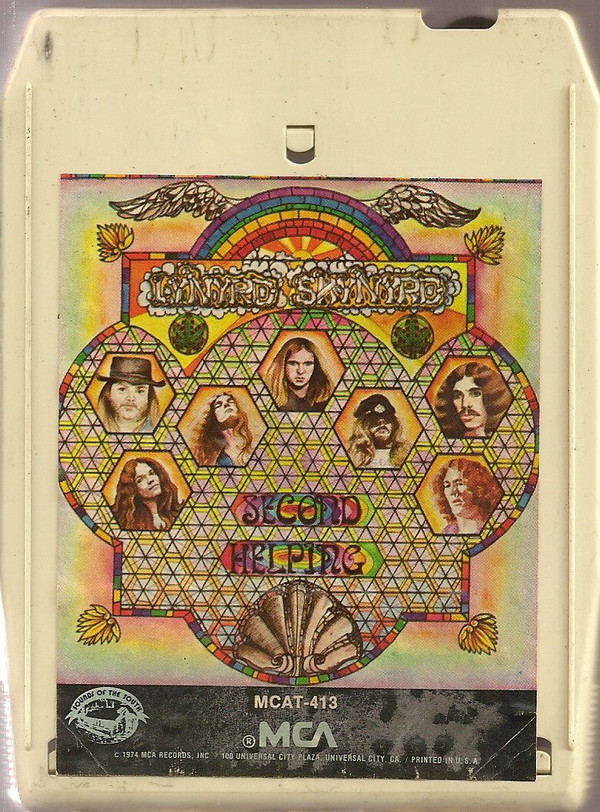 LYNYRD SKYNYRD
SECOND
HELPING
SOUNDS OF THE SOUTH
MCAT-413
® MCA
© 1974 MCA RECORDS, INC / 100 UNIVERSAL CITY PLAZA, UNIVERSAL CITY, CA. / PRINTED IN U.S.A.